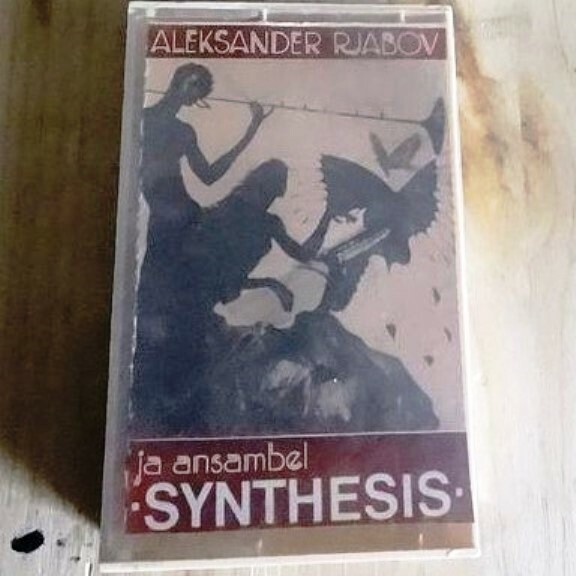 ALEKSANDER RJABOV
ja ansambel
·SYNTHESIS·